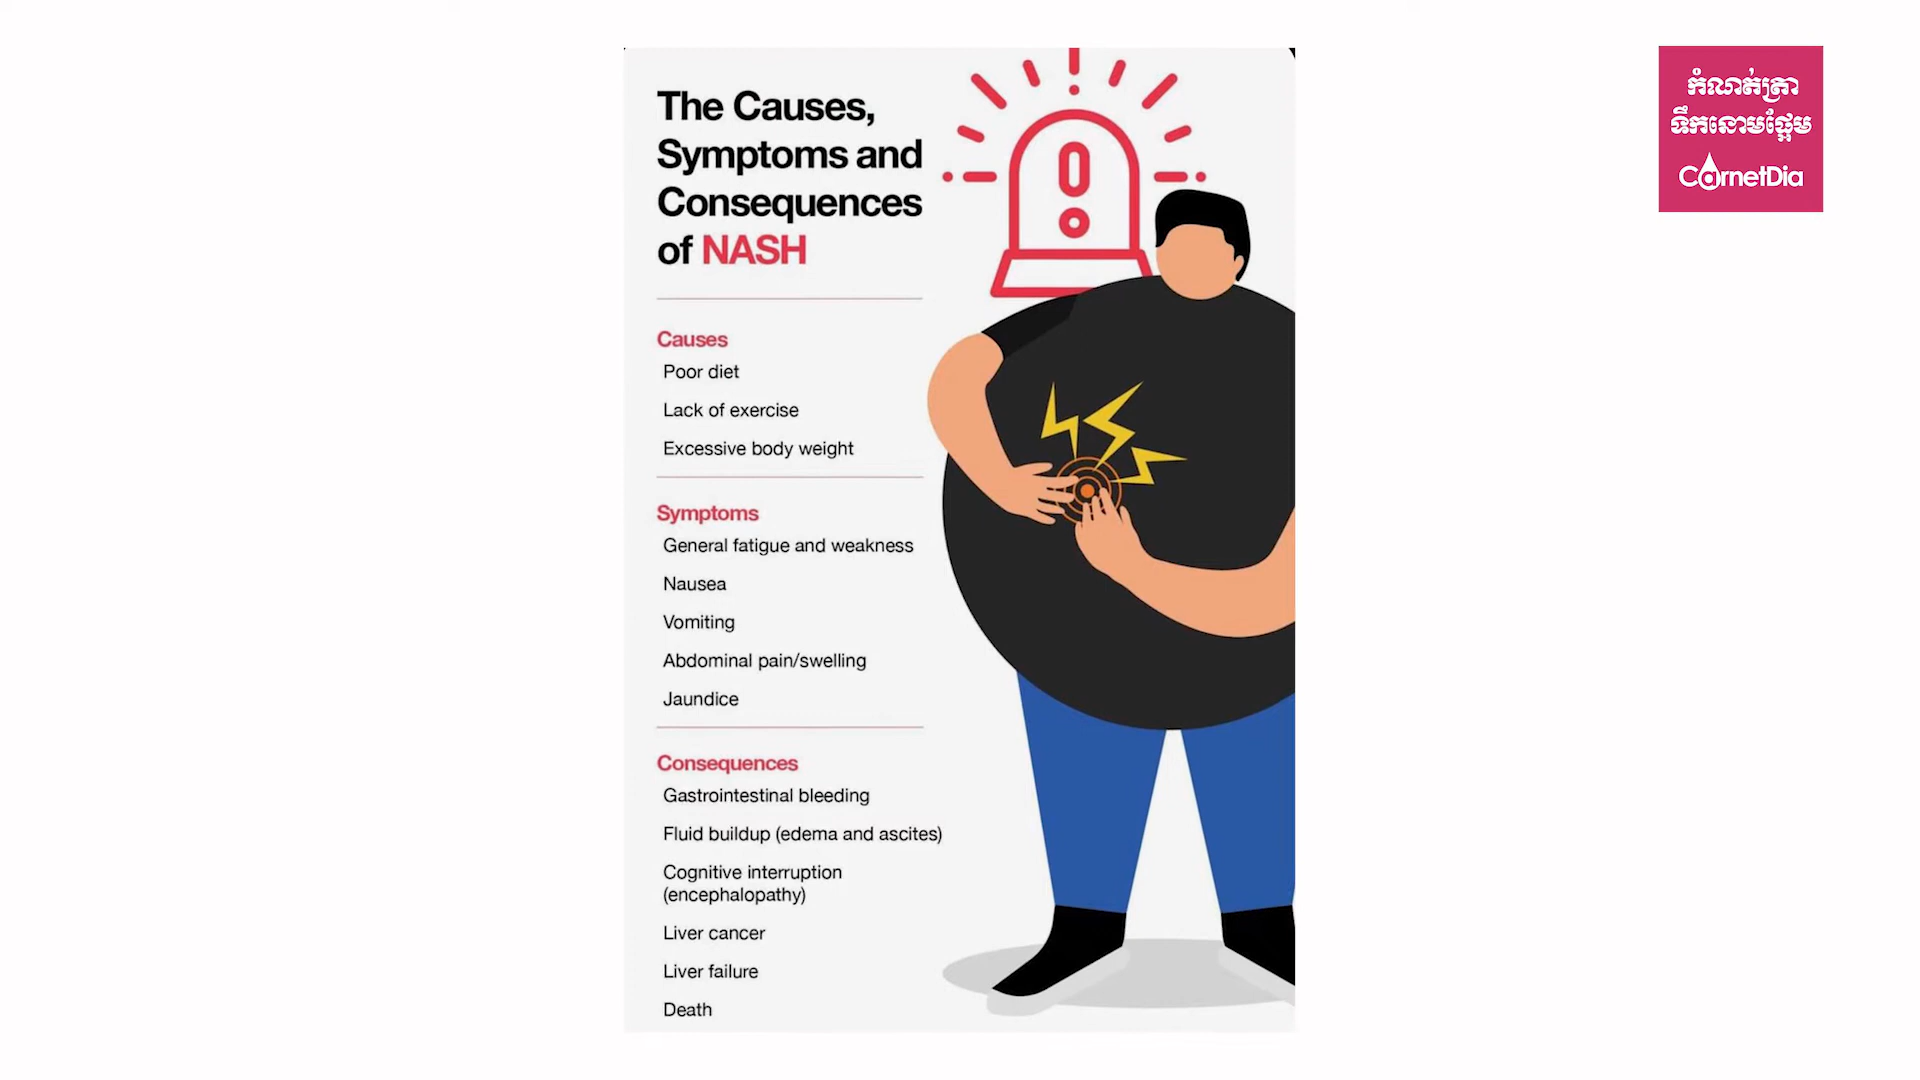 The Causes,
Symptoms and
Consequences
of NASH
Causes
Poor diet
Lack of exercise
Excessive body weight
Symptoms
General fatigue and weakness
Nausea
Vomiting
Abdominal pain/swelling
Jaundice
Consequences
Gastrointestinal bleeding
Fluid buildup (edema and ascites)
Cognitive interruption
(encephalopathy)
Liver cancer
Liver failure
Death
កំណត់ត្រា
ទឹកនោមផ្អែម
CarnetDia